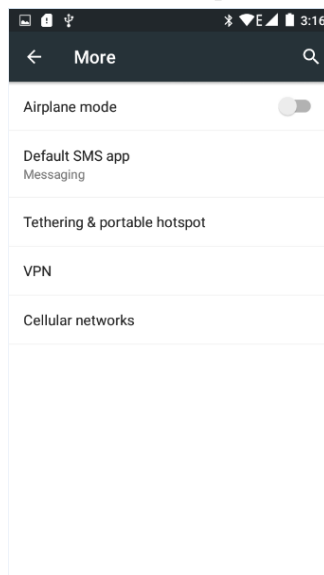 E 3:16
More
Airplane mode
Default SMS app
Messaging
Tethering & portable hotspot
VPN
Cellular networks